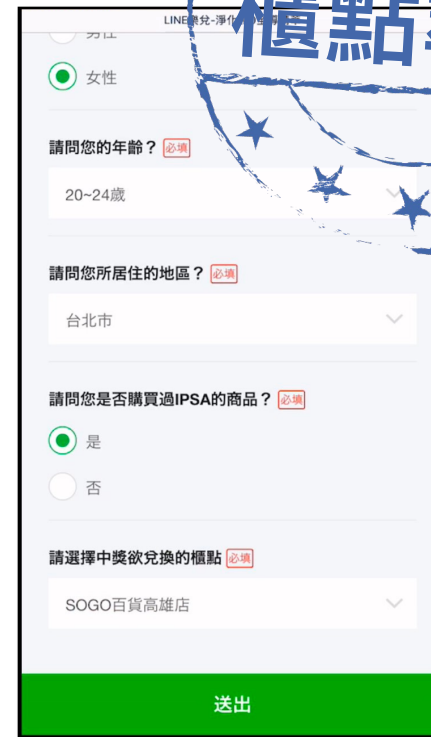 櫃點
女性
請問您的年齡？ 必填
20~24歲
請問您所居住的地區？ 必填
台北市
請問您是否購買過IPSA的商品？ 必填
是
否
請選擇中獎欲兌換的櫃點 必填
SOGO百貨高雄店
送出